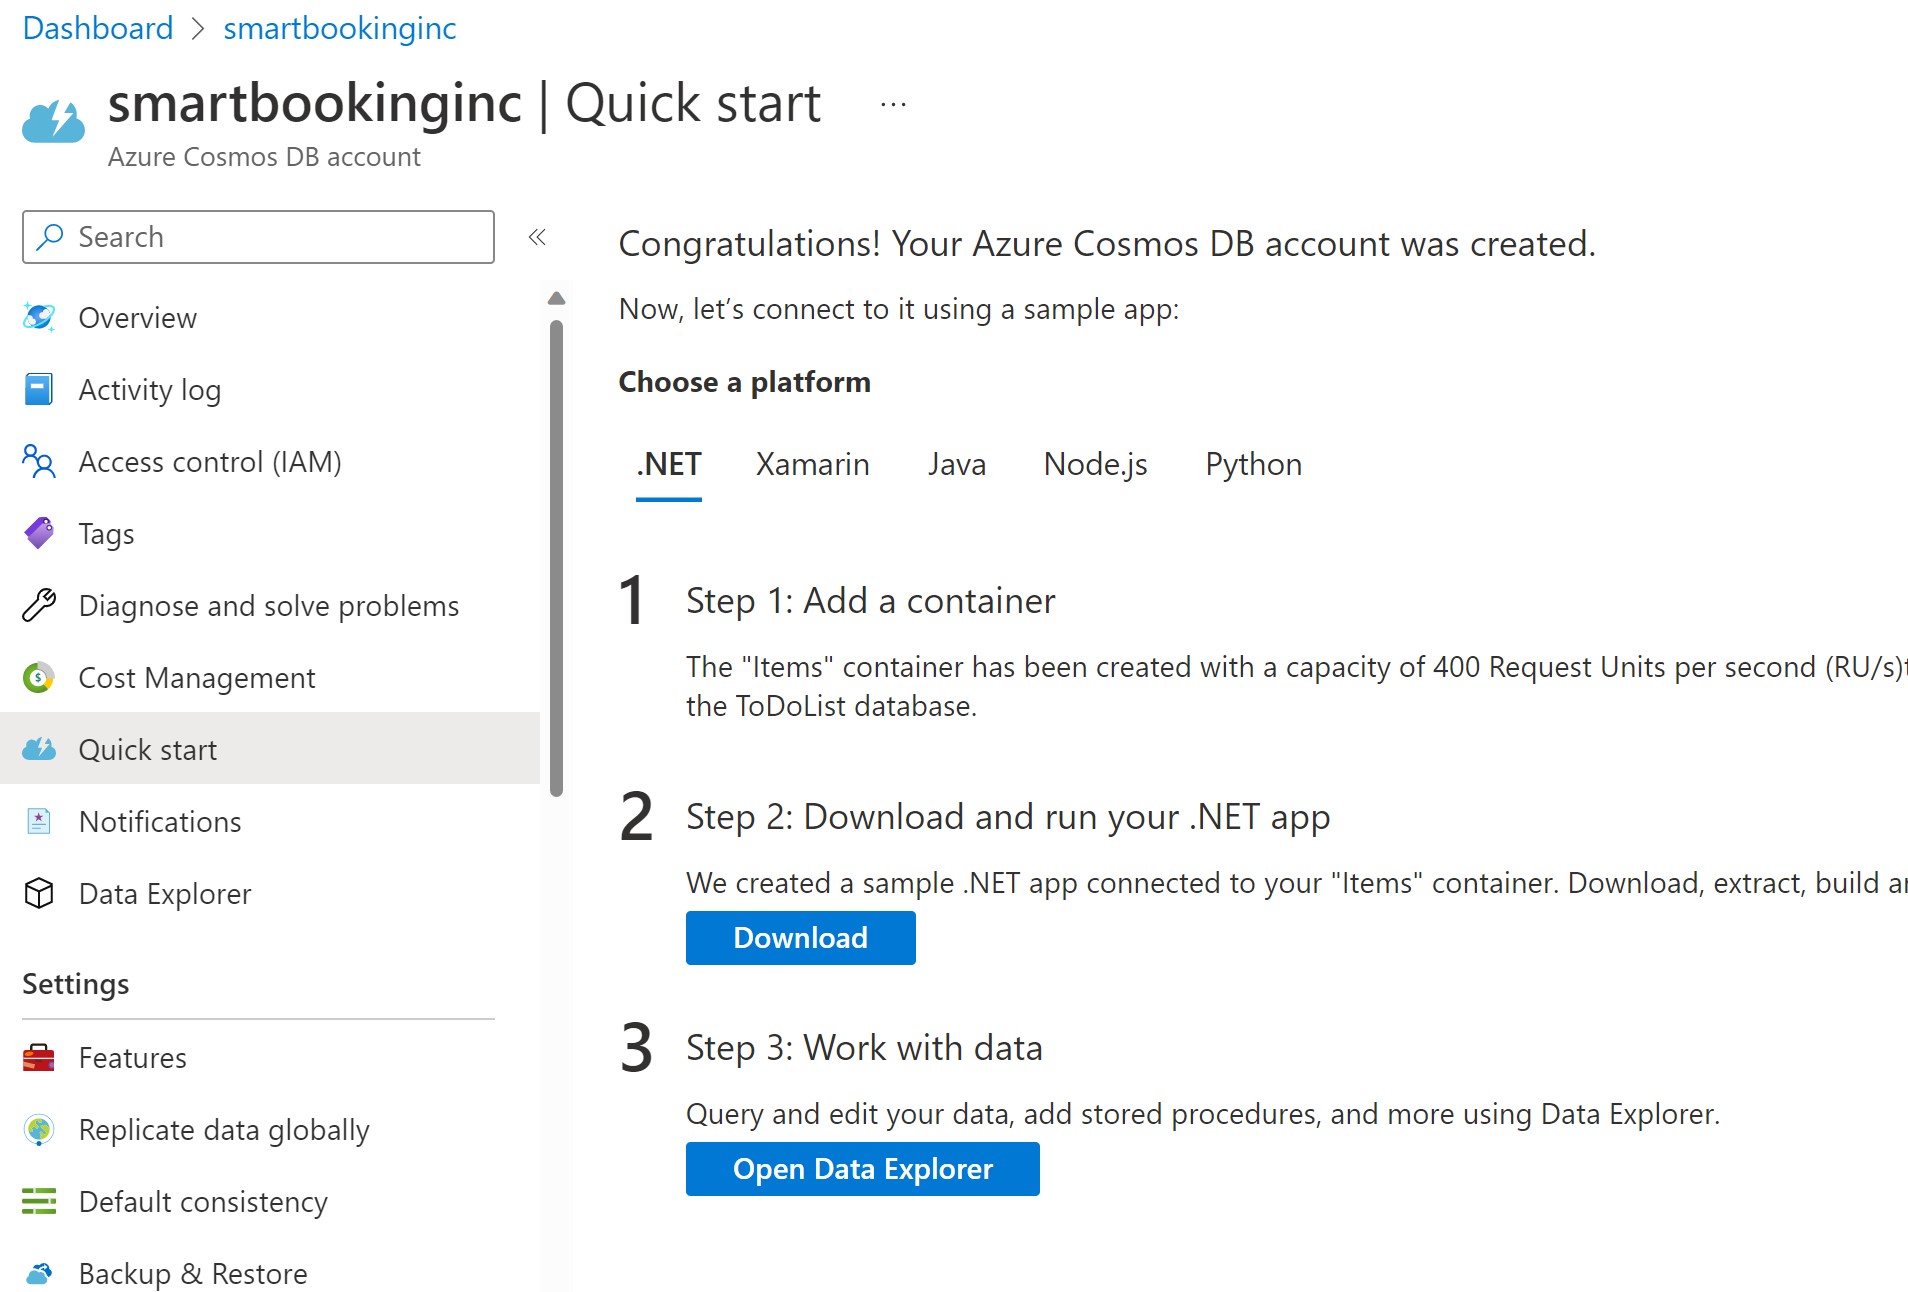 Dashboard > smartbookinginc
smartbookinginc | Quick start ...
Azure Cosmos DB account
Search
«
Overview
Activity log
Access control (IAM)
Tags
Diagnose and solve problems
Cost Management
Quick start
Notifications
Data Explorer
Settings
Features
Replicate data globally
Default consistency
Backup & Restore
Congratulations! Your Azure Cosmos DB account was created.
Now, let’s connect to it using a sample app:
Choose a platform
.NET Xamarin Java Node.js Python
1 Step 1: Add a container
The "Items" container has been created with a capacity of 400 Request Units per second (RU/s)
the ToDoList database.
2 Step 2: Download and run your .NET app
We created a sample .NET app connected to your "Items" container. Download, extract, build
Download
3 Step 3: Work with data
Query and edit your data, add stored procedures, and more using Data Explorer.
Open Data Explorer